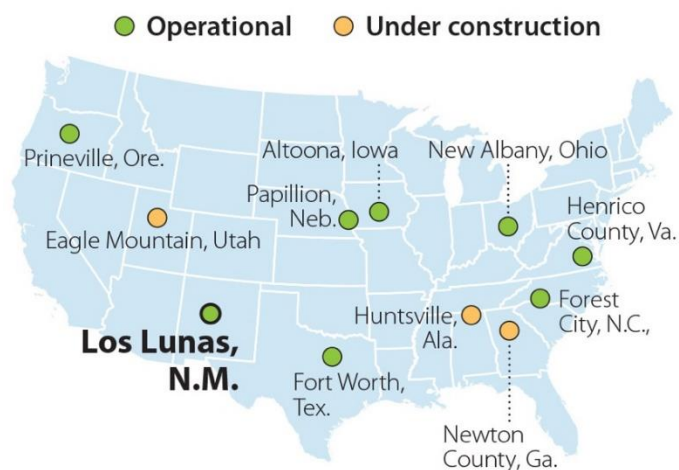 Operational
Under construction
Prineville, Ore.
Altoona, Iowa
New Albany, Ohio
Papillion,
Neb.
Henrico
County, Va.
Eagle Mountain, Utah
Los Lunas,
N.M.
Huntsville,
Ala.
Forest
City, N.C.,
Fort Worth,
Tex.
Newton
County, Ga.